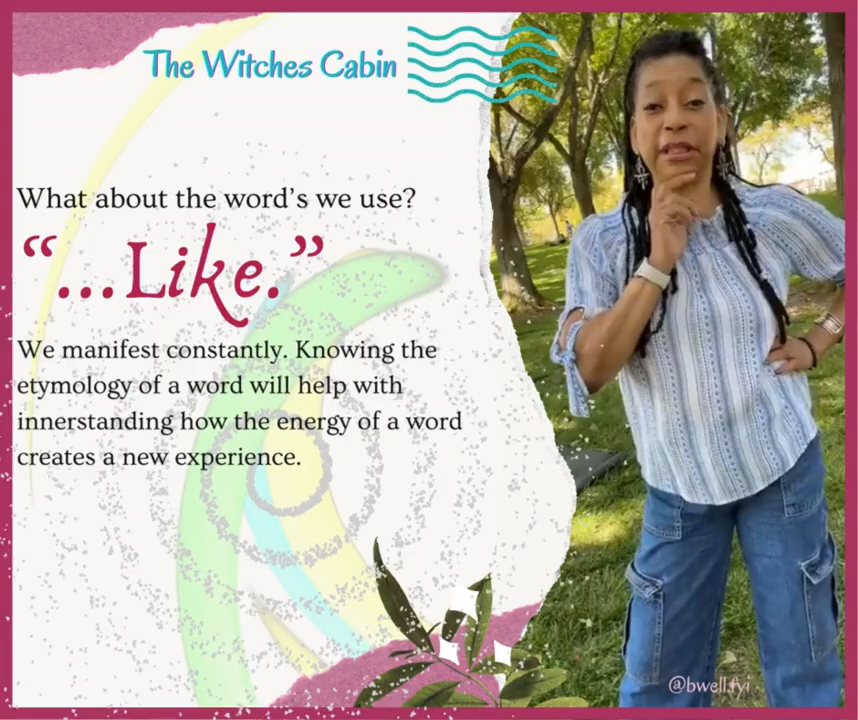 The Witches Cabin
What about the word's we use?
"...Like."
We manifest constantly. Knowing the
etymology of a word will help with
innerstanding how the energy of a word
creates a new experience.
@bwell.fyi